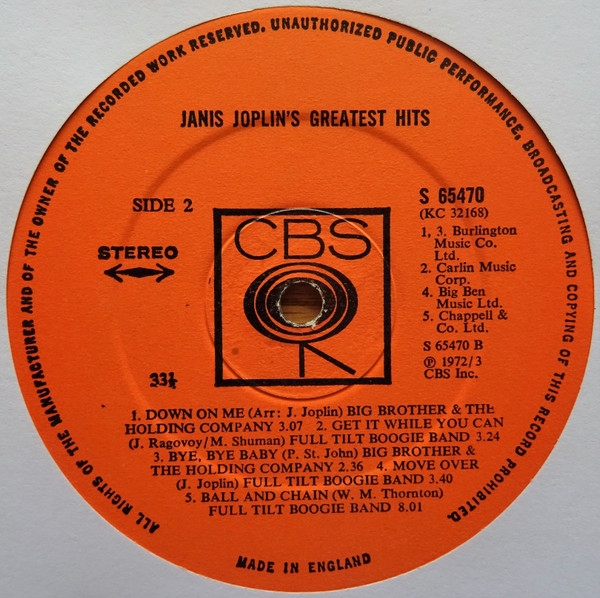 ALL RIGHTS OF THE MANUFACTURER AND OF THE OWNER OF THE RECORDED WORK RESERVED. UNAUTHORIZED PUBLIC PERFORMANCE, BROADCASTING AND COPYING OF THIS RECORD PROHIBITED.
JANIS JOPLIN'S GREATEST HITS
SIDE 2
STEREO
33⅓
CBS
S 65470
(KC 32168)
1, 3. Burlington
Music Co.
Ltd.
2. Carlin Music
Corp.
4. Big Ben
Music Ltd.
5. Chappell &
Co. Ltd.
S 65470 B
℗ 1972/3
CBS Inc.
1. DOWN ON ME (Arr: J. Joplin) BIG BROTHER & THE
HOLDING COMPANY 3.07 2. GET IT WHILE YOU CAN
(J. Ragovoy/M. Shuman) FULL TILT BOOGIE BAND 3.24
3. BYE, BYE BABY (P. St. John) BIG BROTHER &
THE HOLDING COMPANY 2.36 4. MOVE OVER
(J. Joplin) FULL TILT BOOGIE BAND 3.40
5. BALL AND CHAIN (W. M. Thornton)
FULL TILT BOOGIE BAND 8.01
MADE IN ENGLAND